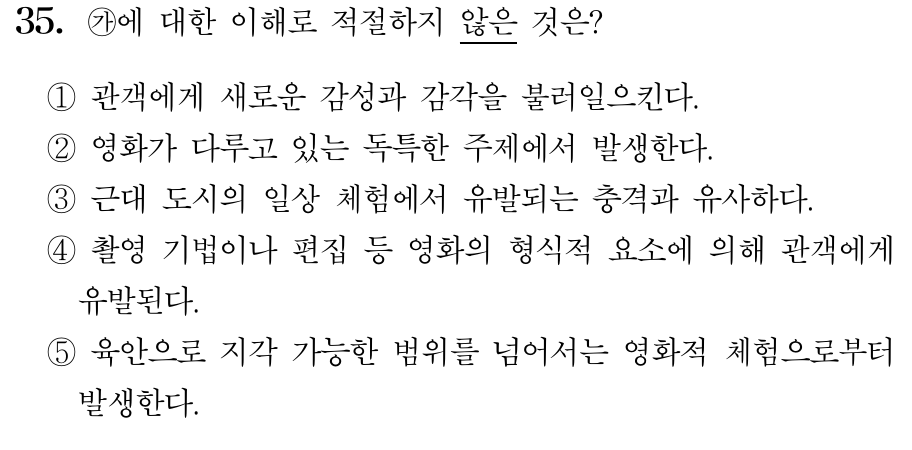 35. ㉮에 대한 이해로 적절하지 않은 것은?
① 관객에게 새로운 감성과 감각을 불러일으킨다.
② 영화가 다루고 있는 독특한 주제에서 발생한다.
③ 근대 도시의 일상 체험에서 유발되는 충격과 유사하다.
④ 촬영 기법이나 편집 등 영화의 형식적 요소에 의해 관객에게
유발된다.
⑤ 육안으로 지각 가능한 범위를 넘어서는 영화적 체험으로부터
발생한다.